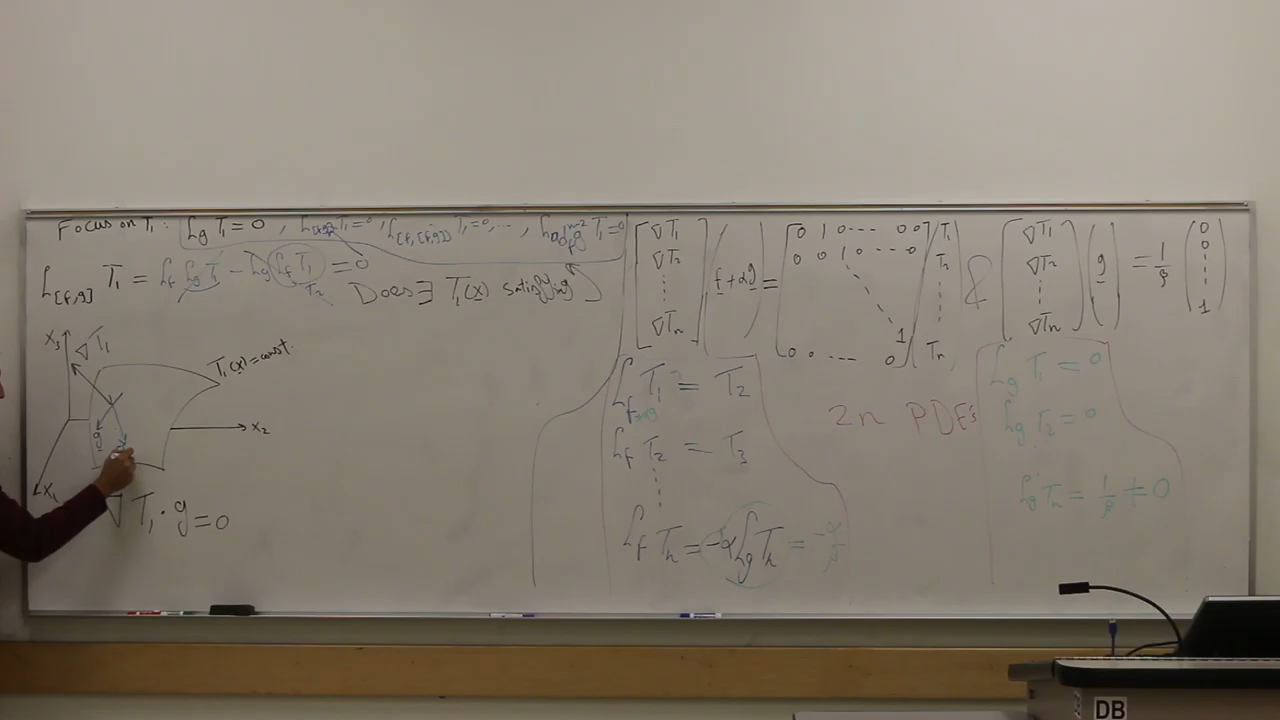 Focus on T₁: L_g T₁ = 0 , L_[f,g] T₁ = 0 , L_[f,[f,g]] T₁ = 0 , ... , L_ad_f^{n-2} g T₁ = 0
L_[f,g] T₁ = L_f L_g T₁ - L_g L_f T₁ = 0
T₂
Does ∃ T₁(x) satisfying
x₃
∇T₁
T₁(x) = const.
x₂
g
x₁
∇T₁ · g = 0
[∇T₁ ∇T₂ ⋮ ∇Tₙ] (f + αg) = [0 1 0 --- 0 0 0 0 1 0 --- 0 1 0 0 --- 0] [T₁ T₂ ⋮ Tₙ] & [∇T₁ ∇T₂ ⋮ ∇Tₙ] (g) = 1/β (0 0 ⋮ 1)
L_f+αg T₁ = T₂
L_f T₂ = T₃
L_f Tₙ = -α L_g Tₙ = -α/β
2n PDE's
L_g T₁ = 0
L_g T₂ = 0
L_g Tₙ = 1/β ≠ 0
DB